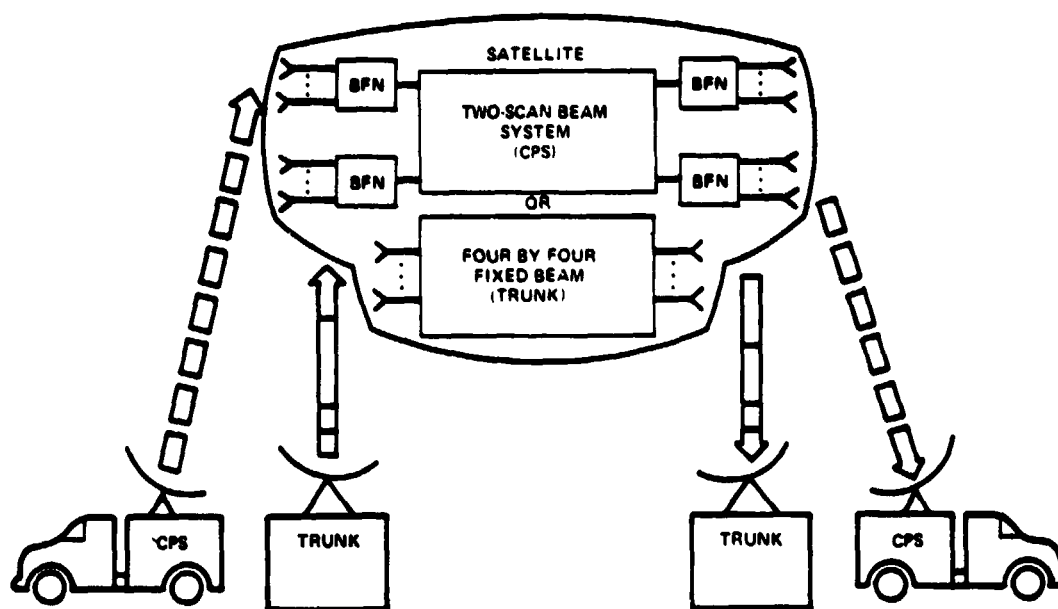 SATELLITE
BFN
TWO-SCAN BEAM
SYSTEM
(CPS)
BFN
BFN
BFN
OR
FOUR BY FOUR
FIXED BEAM
(TRUNK)
CPS
TRUNK
TRUNK
CPS